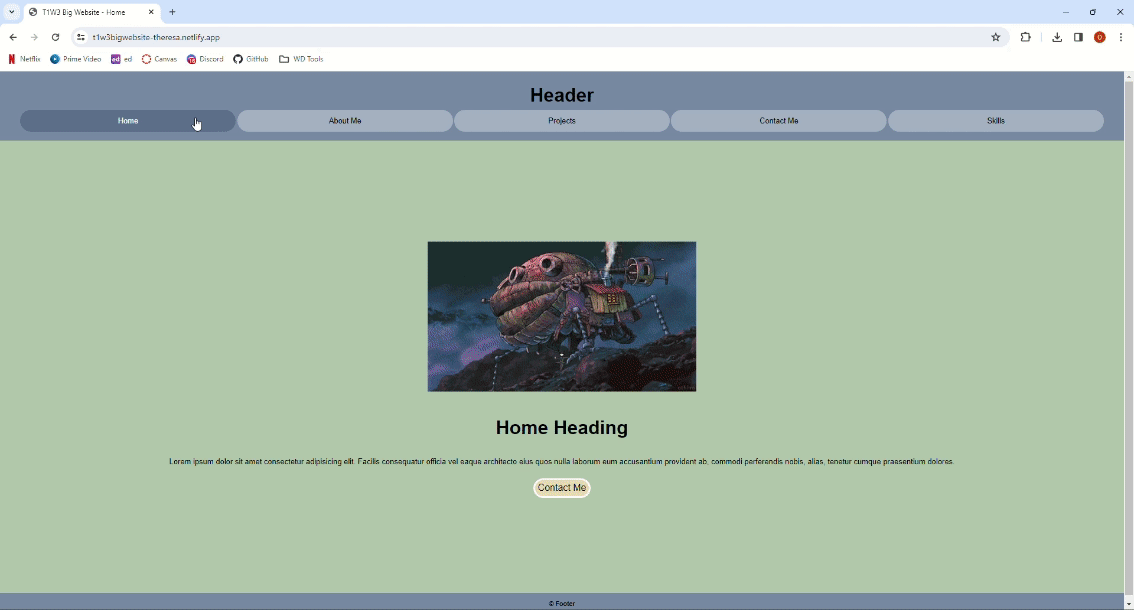 T1W3 Big Website - Home
t1w3bigwebsite-theresa.netlify.app
Netflix Prime Video ed ed Canvas Discord GitHub WD Tools
Header
Home About Me Projects Contact Me Skills
Home Heading
Lorem ipsum dolor sit amet consectetur adipisicing elit. Facilis consequatur officia vel eaque architecto eius quos nulla laborum eum accusantium provident ab, commodi perferendis nobis, alias, tenetur cumque praesentium dolores.
Contact Me
© Footer